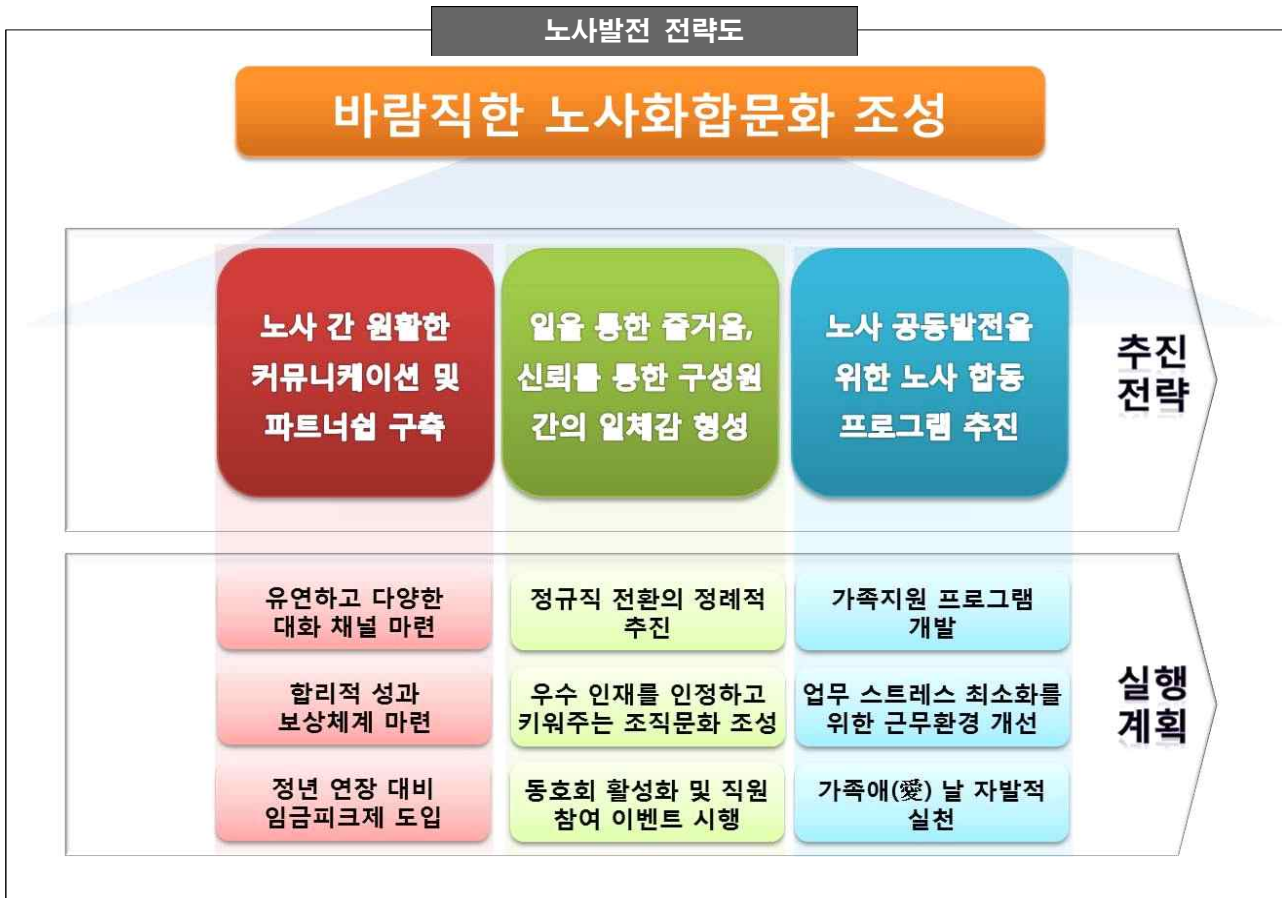 노사발전 전략도
바람직한 노사화합문화 조성
노사 간 원활한
커뮤니케이션 및
파트너쉽 구축
일을 통한 즐거움,
신뢰를 통한 구성원
간의 일체감 형성
노사 공동발전을
위한 노사 합동
프로그램 추진
추진
전략
유연하고 다양한
대화 채널 마련
정규직 전환의 정례적
추진
가족지원 프로그램
개발
합리적 성과
보상체계 마련
우수 인재를 인정하고
키워주는 조직문화 조성
업무 스트레스 최소화를
위한 근무환경 개선
정년 연장 대비
임금피크제 도입
동호회 활성화 및 직원
참여 이벤트 시행
가족애(愛) 날 자발적
실천
실행
계획